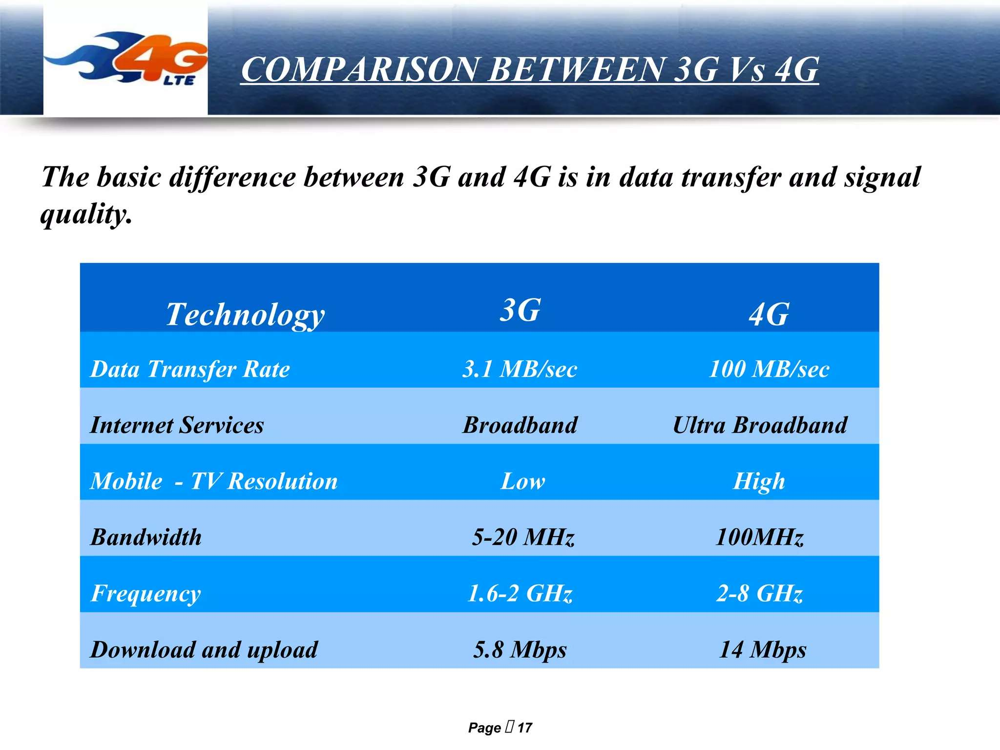 4G
LTE
COMPARISON BETWEEN 3G Vs 4G
The basic difference between 3G and 4G is in data transfer and signal
quality.
Technology 3G 4G
Data Transfer Rate 3.1 MB/sec 100 MB/sec
Internet Services Broadband Ultra Broadband
Mobile - TV Resolution Low High
Bandwidth 5-20 MHz 100MHz
Frequency 1.6-2 GHz 2-8 GHz
Download and upload 5.8 Mbps 14 Mbps
Page 17